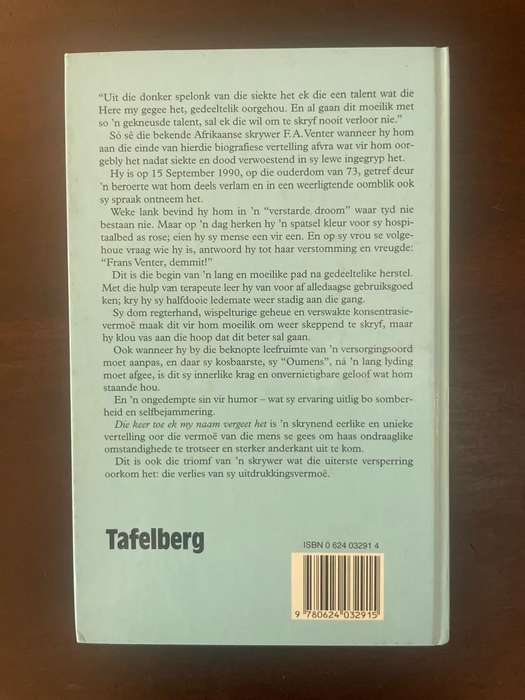 “Uit die donker spelonk van die siekte het ek die een talent wat die
Here my gegee het, gedeeltelik oorgehou. En al gaan dit moeilik met
so ’n gekneusde talent, sal ek die wil om te skryf nooit verloor nie.”
Só sê die bekende Afrikaanse skrywer F. A. Venter wanneer hy hom
aan die einde van hierdie biografiese vertelling afvra wat vir hom oor-
gebly het nadat siekte en dood verwoestend in sy lewe ingegryp het.
Hy is op 15 September 1990, op die ouderdom van 73, getref deur
’n beroerte wat hom deels verlam en in een weerligtende oomblik ook
sy spraak ontneem het.
Weke lank bevind hy hom in ’n “verstarde droom” waar tyd nie
bestaan nie. Maar op ’n dag herken hy ’n spatsel kleur voor sy hospi-
taalbed as rose; eien hy sy mense een vir een. En op sy vrou se volge-
houe vraag wie hy is, antwoord hy tot haar verstomming en vreugde:
“Frans Venter, demmit!”
Dit is die begin van ’n lang en moeilike pad na gedeeltelike herstel.
Met die hulp van terapeute leer hy van voor af alledaagse gebruiksgoed
ken; kry hy sy halfdooie ledemate weer stadig aan die gang.
Sy dom regterhand, wispelturige geheue en verswakte konsentrasie-
vermoë maak dit vir hom moeilik om weer skeppend te skryf, maar
hy klou vas aan die hoop dat dit beter sal gaan.
Ook wanneer hy by die beknopte leefruimte van ’n versorgingsoord
moet aanpas, en daar sy kosbaarste, sy “Oumens”, ná ’n lang lyding
moet afgee, is dit sy innerlike krag en onvernietigbare geloof wat hom
staande hou.
En ’n ongedempte sin vir humor – wat sy ervaring uitlig bo somber-
heid en selfbejammering.
Die keer toe ek my naam vergeet het is ’n skrynend eerlike en unieke
vertelling oor die vermoë van die mens se gees om haas ondraaglike
omstandighede te trotseer en sterker anderkant uit te kom.
Dit is ook die triomf van ’n skrywer wat die uiterste versperring
oorkom het: die verlies van sy uitdrukkingsvermoë.
Tafelberg
ISBN 0 624 03291 4
9 780624 032915